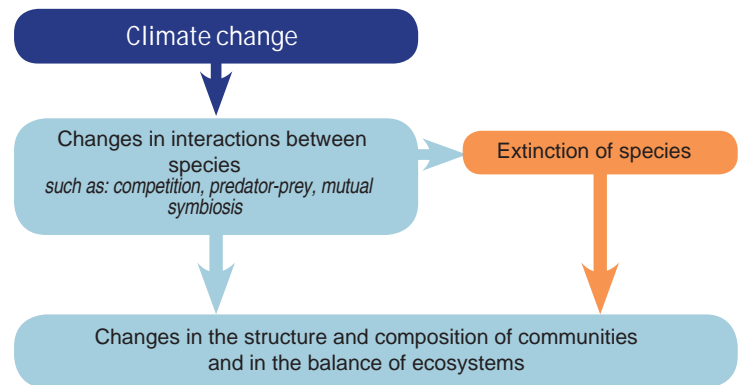 Climate change
Changes in interactions between
species
such as: competition, predator-prey, mutual
symbiosis
Extinction of species
Changes in the structure and composition of communities
and in the balance of ecosystems